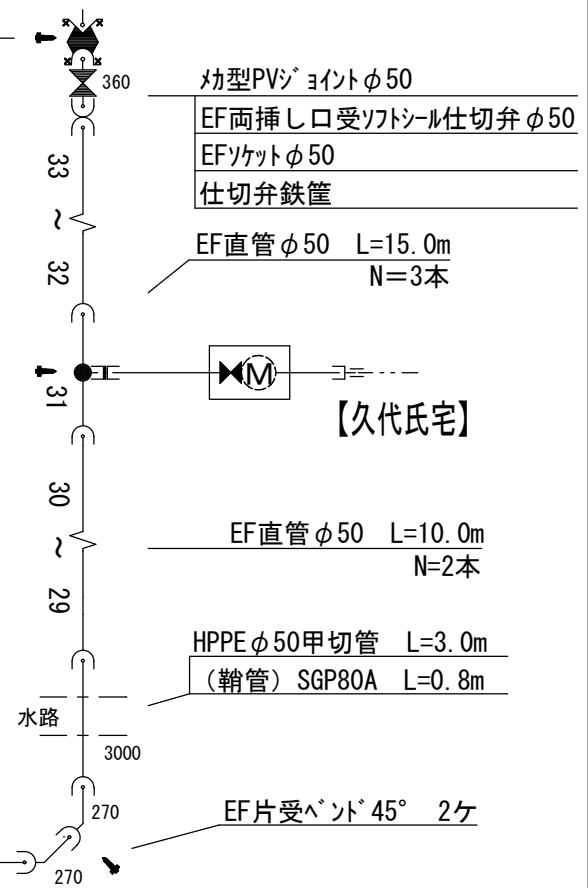 360
ﾒｶ型PVｼﾞｮｲﾝﾄφ50
EF両挿し口受ｿﾌﾄｼｰﾙ仕切弁φ50
EFｿｹｯﾄφ50
仕切弁鉄筺
33
～
32
EF直管φ50 L=15.0m
N＝3本
M
31
【久代氏宅】
30
～
29
EF直管φ50 L=10.0m
N=2本
HPPEφ50甲切管 L=3.0m
（鞘管）SGP80A L=0.8m
水路
3000
270
EF片受ﾍﾞﾝﾄﾞ45° 2ケ
270